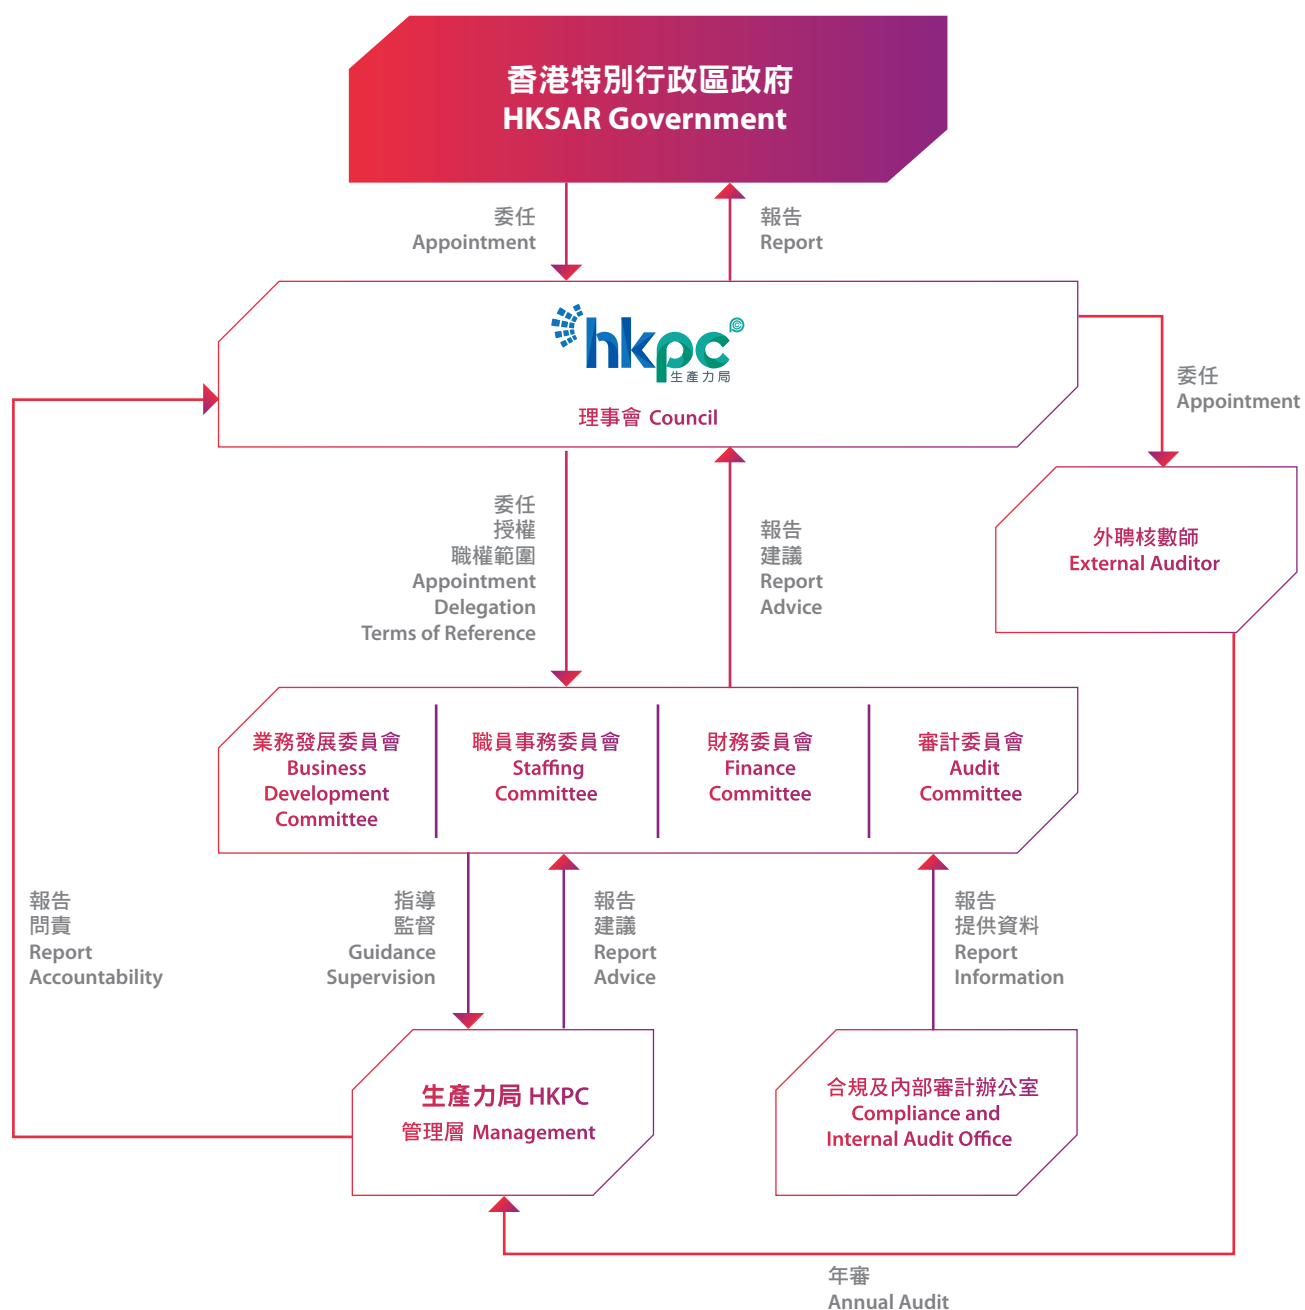 香港特別行政區政府
HKSAR Government
委任
Appointment
報告
Report
hkpc
生產力局
理事會 Council
委任
Appointment
委任
授權
職權範圍
Appointment
Delegation
Terms of Reference
報告
建議
Report
Advice
外聘核數師
External Auditor
業務發展委員會
Business
Development
Committee
職員事務委員會
Staffing
Committee
財務委員會
Finance
Committee
審計委員會
Audit
Committee
報告
問責
Report
Accountability
指導
監督
Guidance
Supervision
報告
建議
Report
Advice
報告
提供資料
Report
Information
生產力局 HKPC
管理層 Management
合規及內部審計辦公室
Compliance and
Internal Audit Office
年審
Annual Audit